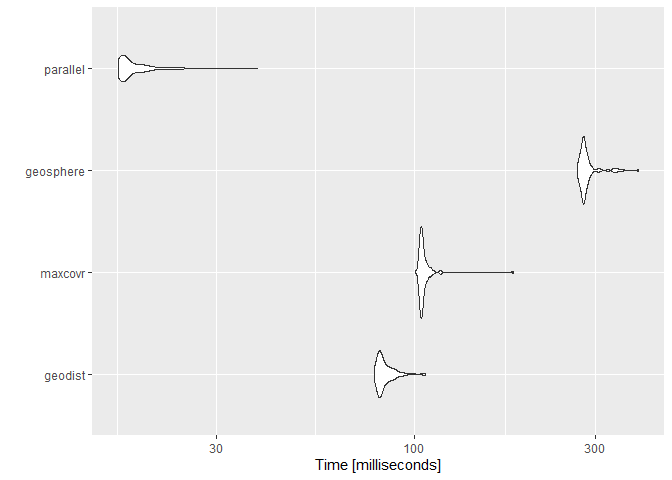 parallel
geosphere
maxcovr
geodist
30
100
300
Time [milliseconds]